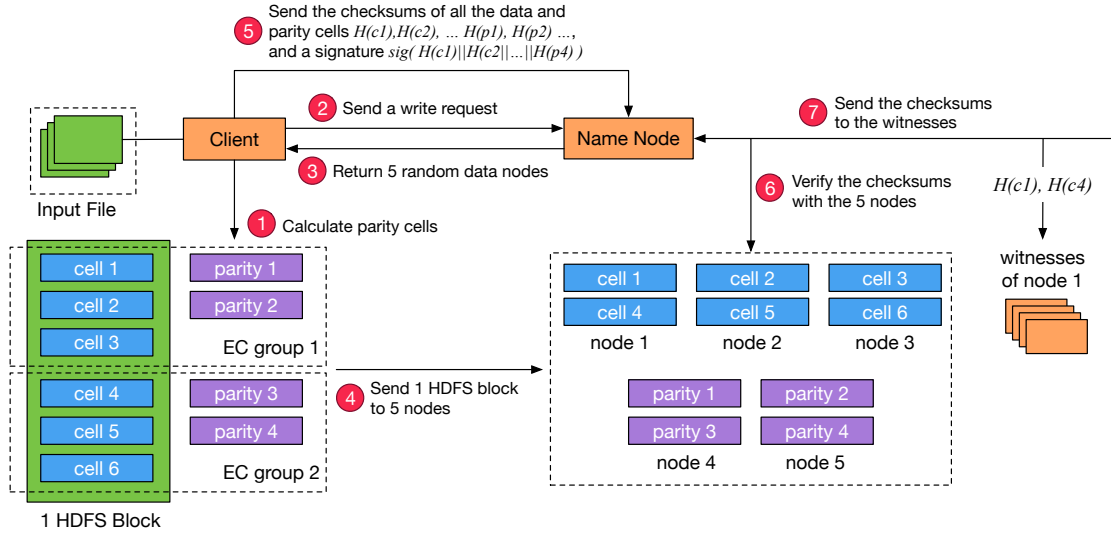 5
Send the checksums of all the data and
parity cells H(c1),H(c2), ... H(p1), H(p2) ...,
and a signature sig( H(c1)||H(c2||...||H(p4) )
2
Send a write request
7
Send the checksums
to the witnesses
Client
Name Node
3
Return 5 random data nodes
6
Verify the checksums
with the 5 nodes
H(c1), H(c4)
Input File
1
Calculate parity cells
witnesses
of node 1
cell 1
parity 1
cell 2
parity 2
cell 3
EC group 1
cell 4
parity 3
cell 5
parity 4
cell 6
EC group 2
1 HDFS Block
4
Send 1 HDFS block
to 5 nodes
cell 1
cell 2
cell 3
cell 4
cell 5
cell 6
node 1
node 2
node 3
parity 1
parity 2
parity 3
parity 4
node 4
node 5